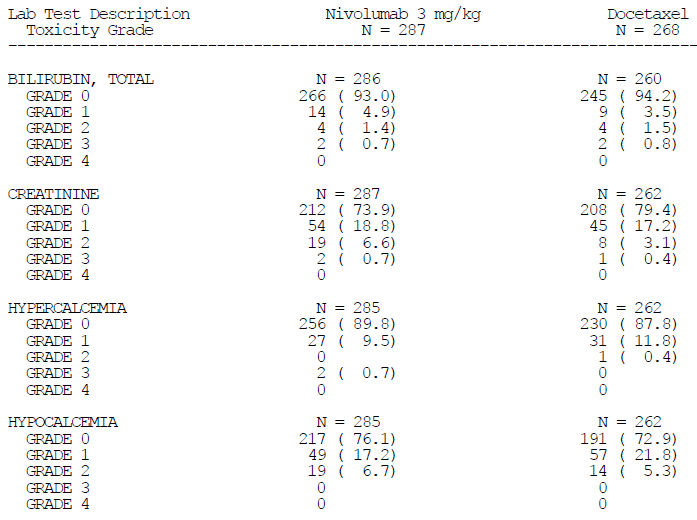 Lab Test Description Nivolumab 3 mg/kg Docetaxel
Toxicity Grade N = 287 N = 268
--------------------------------------------------------------------------------
BILIRUBIN, TOTAL N = 286 N = 260
GRADE 0 266 ( 93.0) 245 ( 94.2)
GRADE 1 14 ( 4.9) 9 ( 3.5)
GRADE 2 4 ( 1.4) 4 ( 1.5)
GRADE 3 2 ( 0.7) 2 ( 0.8)
GRADE 4 0 0
CREATININE N = 287 N = 262
GRADE 0 212 ( 73.9) 208 ( 79.4)
GRADE 1 54 ( 18.8) 45 ( 17.2)
GRADE 2 19 ( 6.6) 8 ( 3.1)
GRADE 3 2 ( 0.7) 1 ( 0.4)
GRADE 4 0 0
HYPERCALCEMIA N = 285 N = 262
GRADE 0 256 ( 89.8) 230 ( 87.8)
GRADE 1 27 ( 9.5) 31 ( 11.8)
GRADE 2 0 1 ( 0.4)
GRADE 3 2 ( 0.7) 0
GRADE 4 0 0
HYPOCALCEMIA N = 285 N = 262
GRADE 0 217 ( 76.1) 191 ( 72.9)
GRADE 1 49 ( 17.2) 57 ( 21.8)
GRADE 2 19 ( 6.7) 14 ( 5.3)
GRADE 3 0 0
GRADE 4 0 0